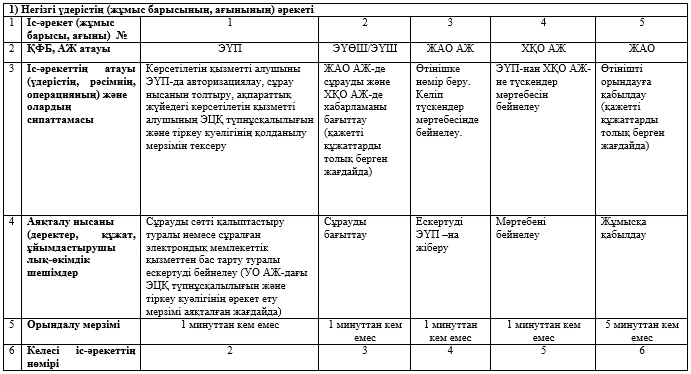 1) Негізгі үдерістің (жұмыс барысының, ағынының) әрекеті
1 Іс-әрекет (жұмыс барысы, ағыны) № 1 2 3 4 5
2 ҚФБ, АЖ атауы ЭҮП ЭҮӨШ/ЭҮШ ЖАО АЖ ХҚО АЖ ЖАО
3 Іс-әрекеттің атауы (үдерістің, рәсімнің, операцияның) және олардың сипаттамасы
Көрсетілетін қызметті алушыны ЭҮП-да авторизациялау, сұрау нысанын толтыру, ақпараттық жүйедегі көрсетілетін қызметті алушының ЭЦҚ түпнұсқалылығын және тіркеу куәлігінің қолданылу мерзімін тексеру
ЖАО АЖ-де сұрауды және ХҚО АЖ-де хабарламаны бағыттау (қажетті құжаттарды толық берген жағдайда)
Өтінішке нөмір беру. Келіп түскендер мәртебесінде бейнелеу.
ЭҮП-нан ХҚО АЖ-не түскендер мәртебесін бейнелеу
Өтінішті орындауға қабылдау (қажетті құжаттарды толық берген жағдайда)
4 Аяқталу нысаны (деректер, құжат, ұйымдастырушылық-өкімдік шешімдер
Сұрауды сәтті қалыптастыру туралы немесе сұралған электрондық мемлекеттік қызметтен бас тарту туралы ескертуді бейнелеу (УО АЖ-дағы ЭЦҚ түпнұсқалылығын және тіркеу куәлігінің әрекет ету мерзімі аяқталған жағдайда)
Сұрауды бағыттау
Ескертуді ЭҮП –на жіберу
Мәртебені бейнелеу
Жұмысқа қабылдау
5 Орындалу мерзімі 1 минуттан кем емес 1 минуттан кем емес 1 минуттан кем емес 1 минуттан кем емес 5 минуттан кем емес
6 Келесі іс-әрекеттің нөмірі 2 3 4 5 6